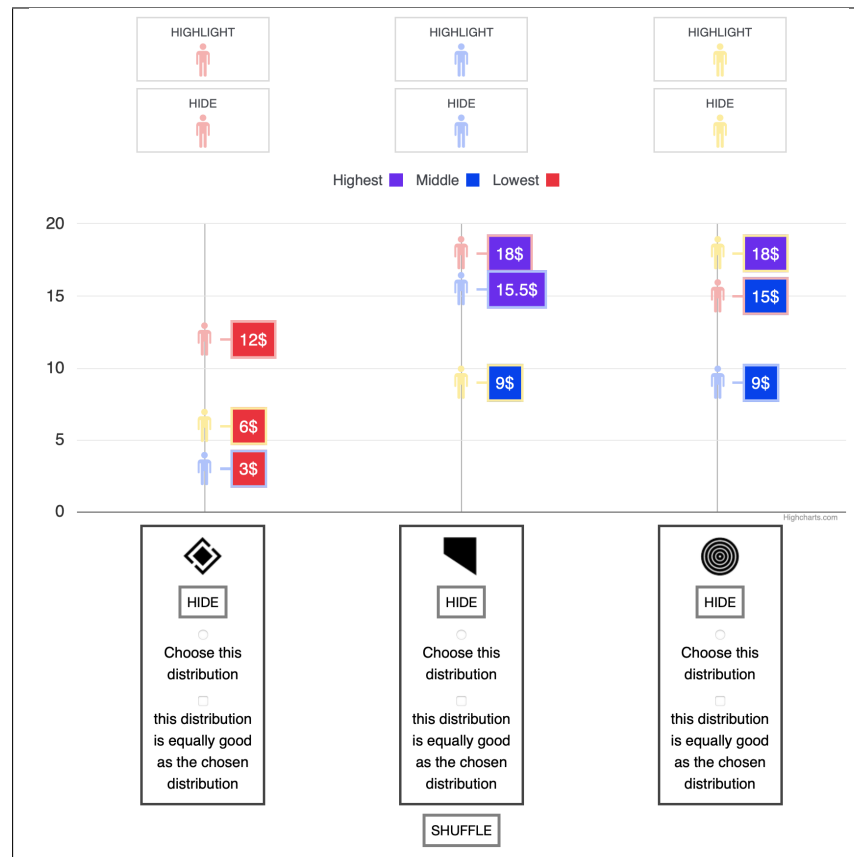 HIGHLIGHT HIGHLIGHT HIGHLIGHT
HIDE HIDE HIDE
Highest Middle Lowest
20
18$ 18$
15.5$
15 15$
12$
10
9$ 9$
6$
5
3$
0
Highcharts.com
HIDE HIDE HIDE
Choose this Choose this Choose this
distribution distribution distribution
this distribution this distribution this distribution
is equally good is equally good is equally good
as the chosen as the chosen as the chosen
distribution distribution distribution
SHUFFLE